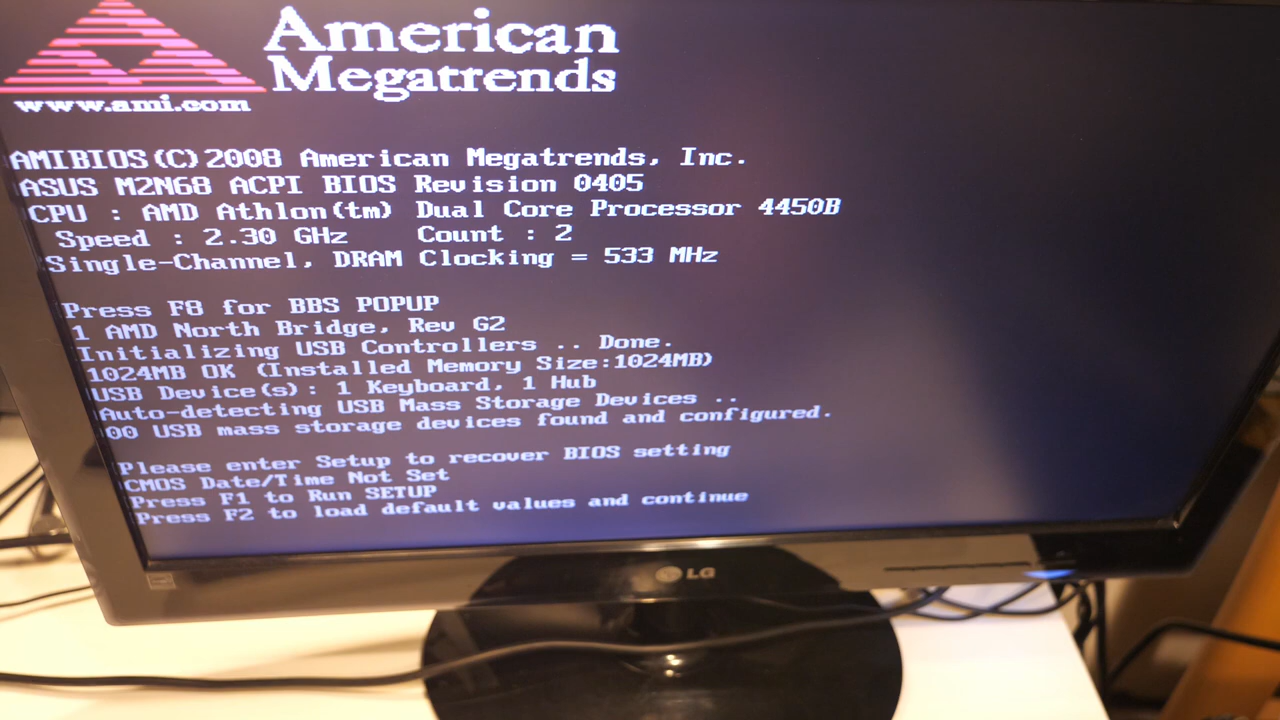 American
Megatrends
www.ami.com
AMIBIOS(C)2008 American Megatrends, Inc.
ASUS M2N68 ACPI BIOS Revision 0405
CPU : AMD Athlon(tm) Dual Core Processor 4450B
Speed : 2.30 GHz Count : 2
Single-Channel, DRAM Clocking = 533 MHz
Press F8 for BBS POPUP
1 AMD North Bridge, Rev G2
Initializing USB Controllers .. Done.
1024MB OK (Installed Memory Size:1024MB)
USB Device(s): 1 Keyboard, 1 Hub
Auto-detecting USB Mass Storage Devices ..
00 USB mass storage devices found and configured.
Please enter Setup to recover BIOS setting
CMOS Date/Time Not Set
Press F1 to Run SETUP
Press F2 to load default values and continue
LG